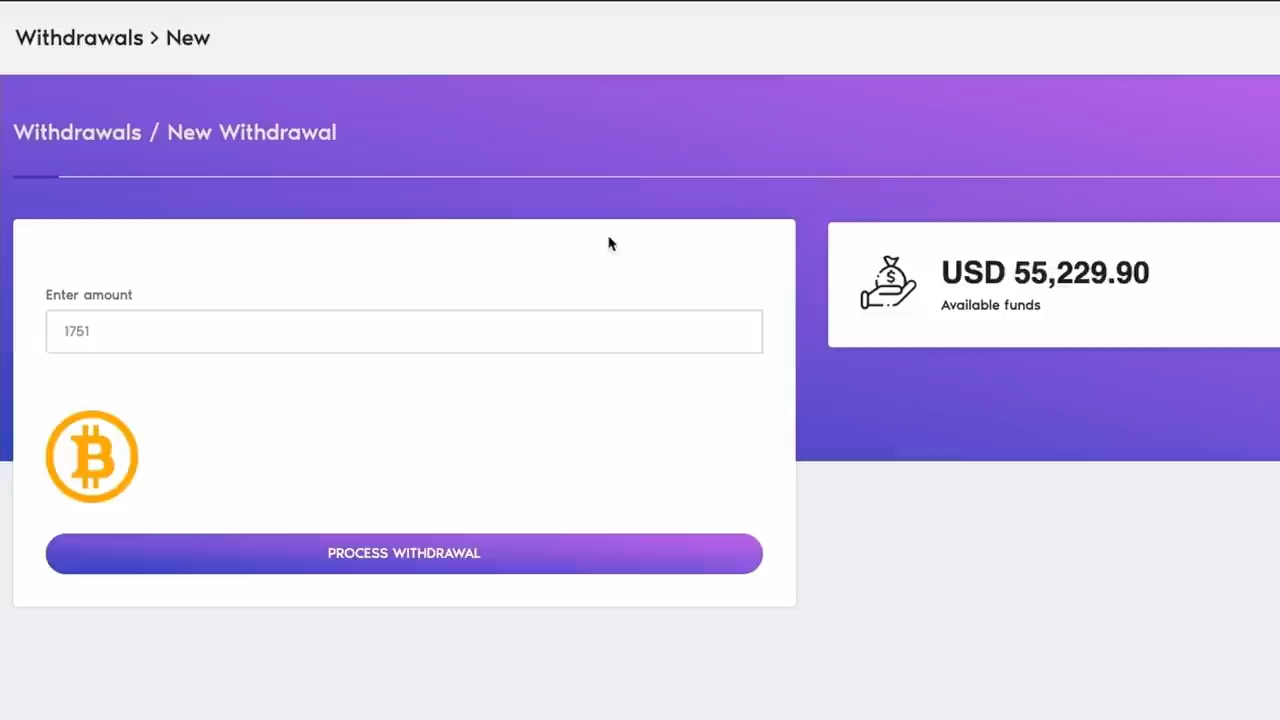 Withdrawals > New
Withdrawals / New Withdrawal
Enter amount
1751
PROCESS WITHDRAWAL
USD 55,229.90
Available funds